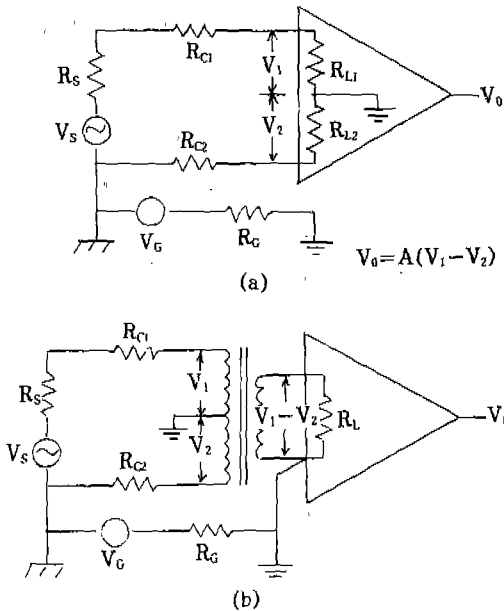 R_C1
V_1
R_L1
R_S
V_0
V_S
V_2
R_L2
R_C2
V_G
R_G
V_0=A(V_1-V_2)
(a)
R_C1
V_1
R_S
V_1-V_2
R_L
V_S
V_2
R_C2
V_G
R_G
(b)